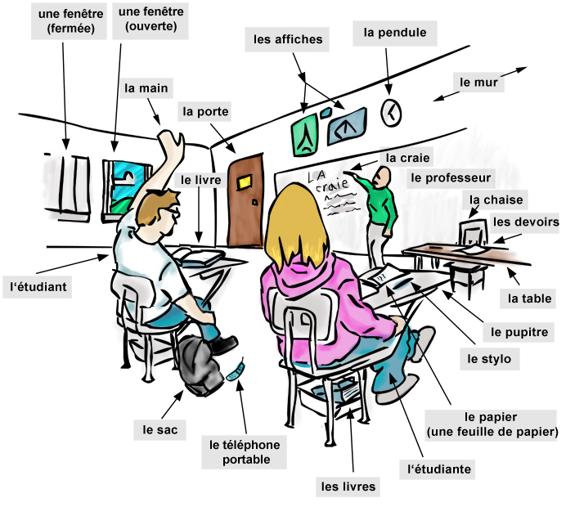 une fenêtre
(fermée)
une fenêtre
(ouverte)
les affiches
la pendule
la main
la porte
le mur
le livre
LA
craie
la craie
le professeur
la chaise
les devoirs
l'étudiant
la table
le pupitre
le stylo
le sac
le téléphone
portable
le papier
(une feuille de papier)
l'étudiante
les livres